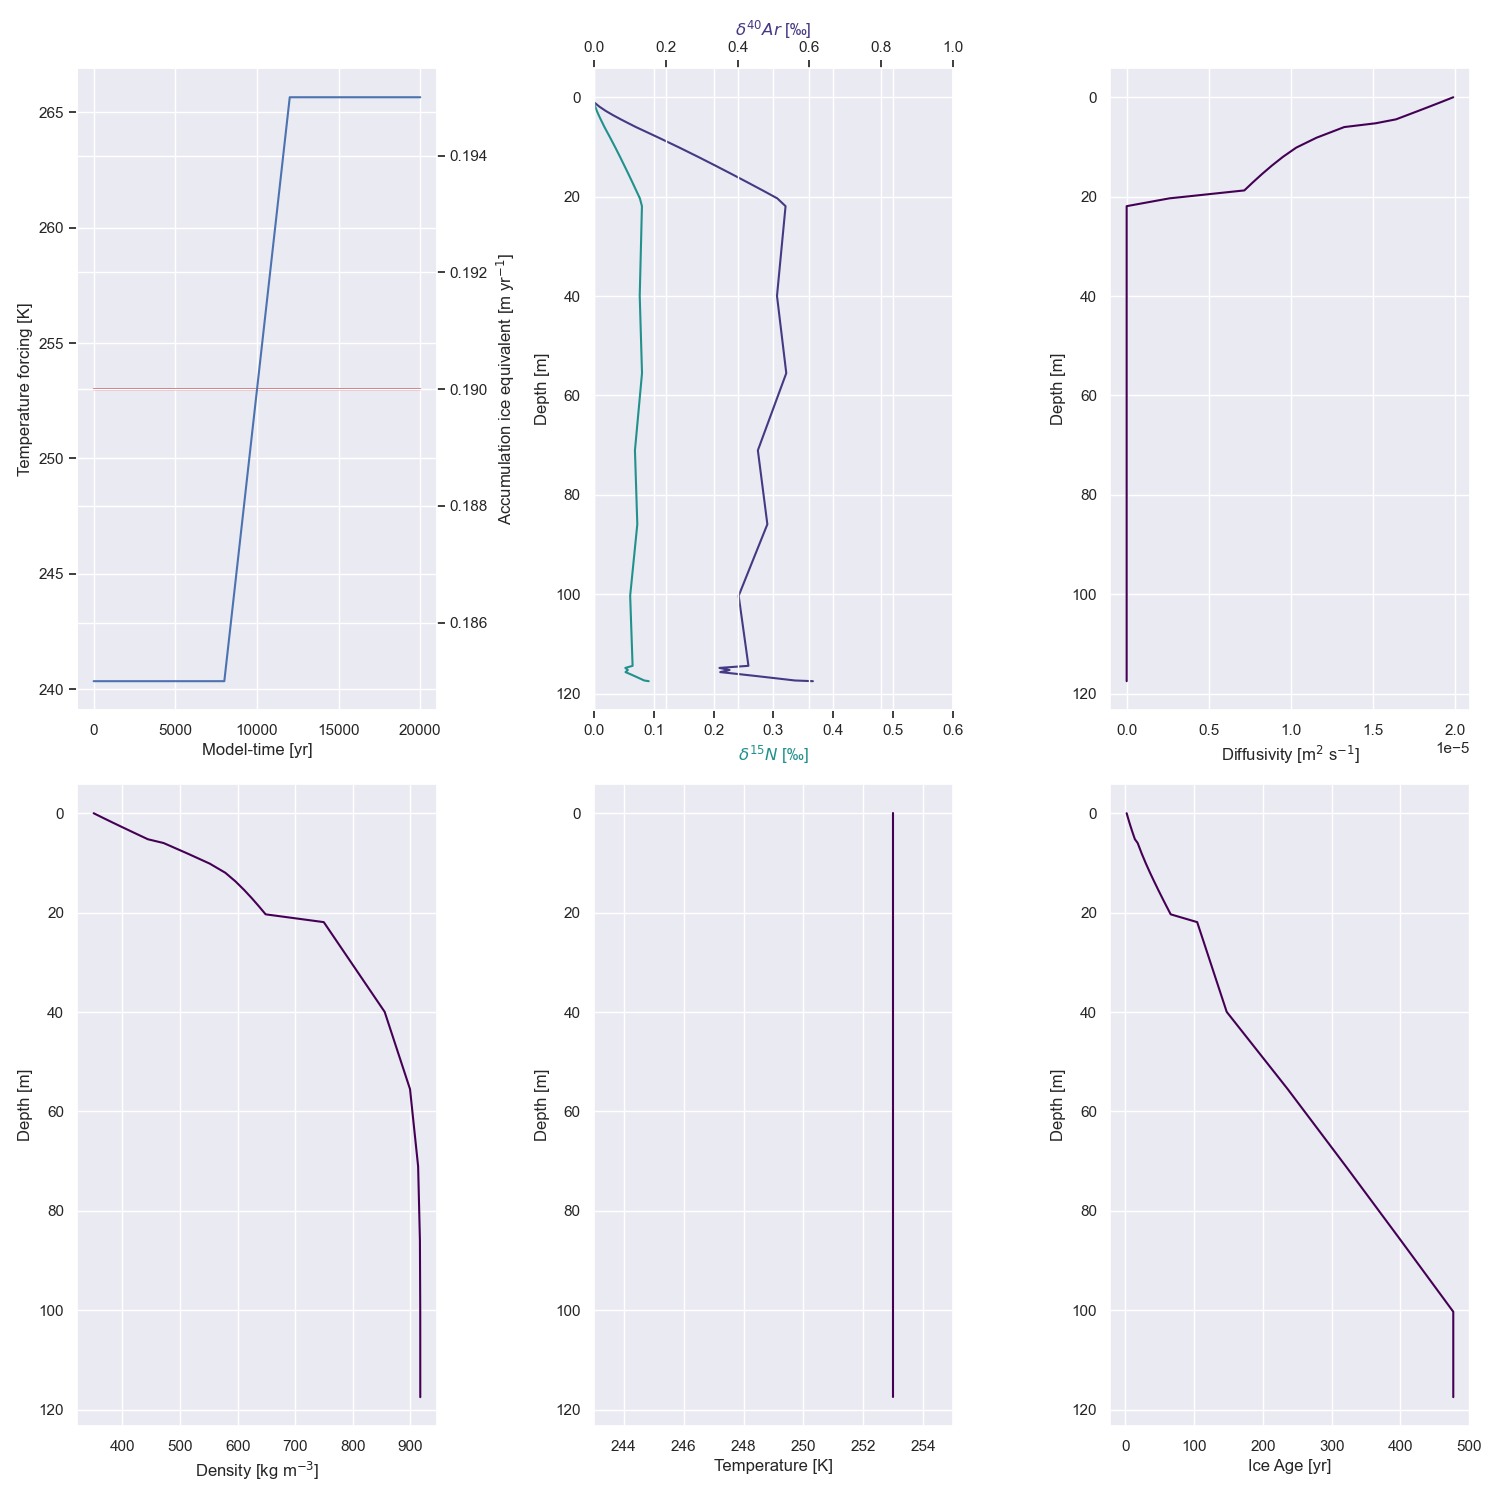 δ⁴⁰Ar [‰]
0.0 0.2 0.4 0.6 0.8 1.0
Temperature forcing [K]
265
260
255
250
245
240
0 5000 10000 15000 20000
Model-time [yr]
0.194
0.192
0.190
0.188
0.186
Accumulation ice equivalent [m yr⁻¹]
Depth [m]
0
20
40
60
80
100
120
0.0 0.1 0.2 0.3 0.4 0.5 0.6
δ¹⁵N [‰]
Depth [m]
0
20
40
60
80
100
120
0.0 0.5 1.0 1.5 2.0
1e−5
Diffusivity [m² s⁻¹]
Depth [m]
0
20
40
60
80
100
120
400 500 600 700 800 900
Density [kg m⁻³]
Depth [m]
0
20
40
60
80
100
120
244 246 248 250 252 254
Temperature [K]
Depth [m]
0
20
40
60
80
100
120
0 100 200 300 400 500
Ice Age [yr]